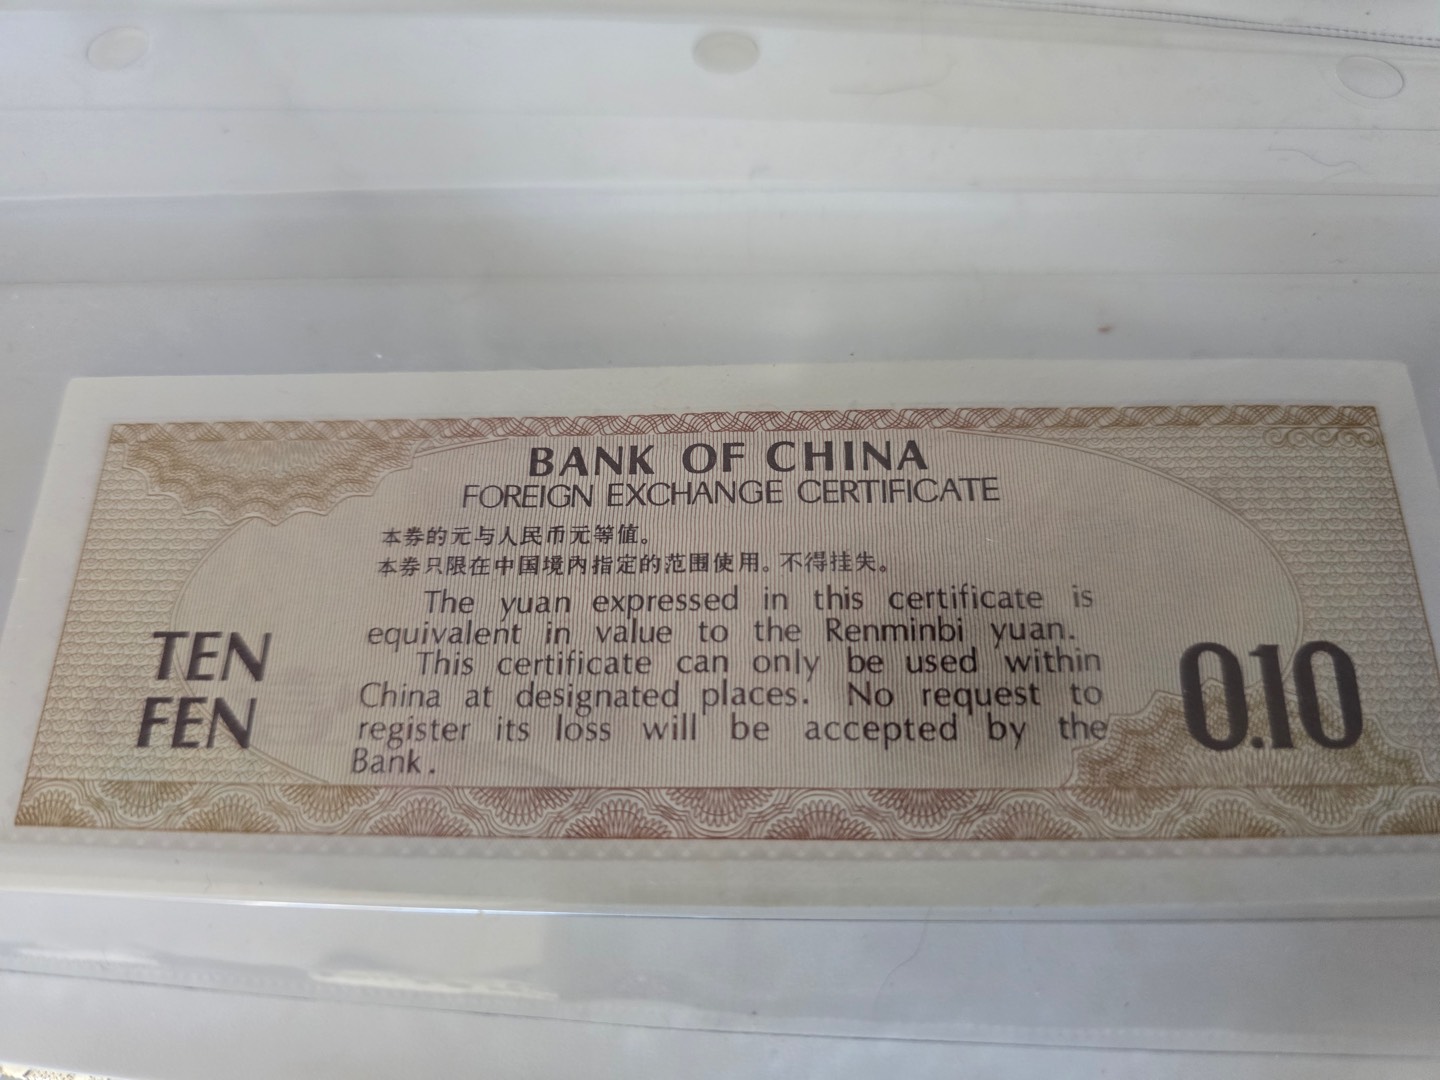 BANK OF CHINA
FOREIGN EXCHANGE CERTIFICATE
本券的元与人民币元等值。
本券只限在中国境内指定的范围使用。不得挂失。
The yuan expressed in this certificate is
equivalent in value to the Renminbi yuan.
This certificate can only be used within
China at designated places. No request to
register its loss will be accepted by the
Bank.
TEN
FEN
0.10